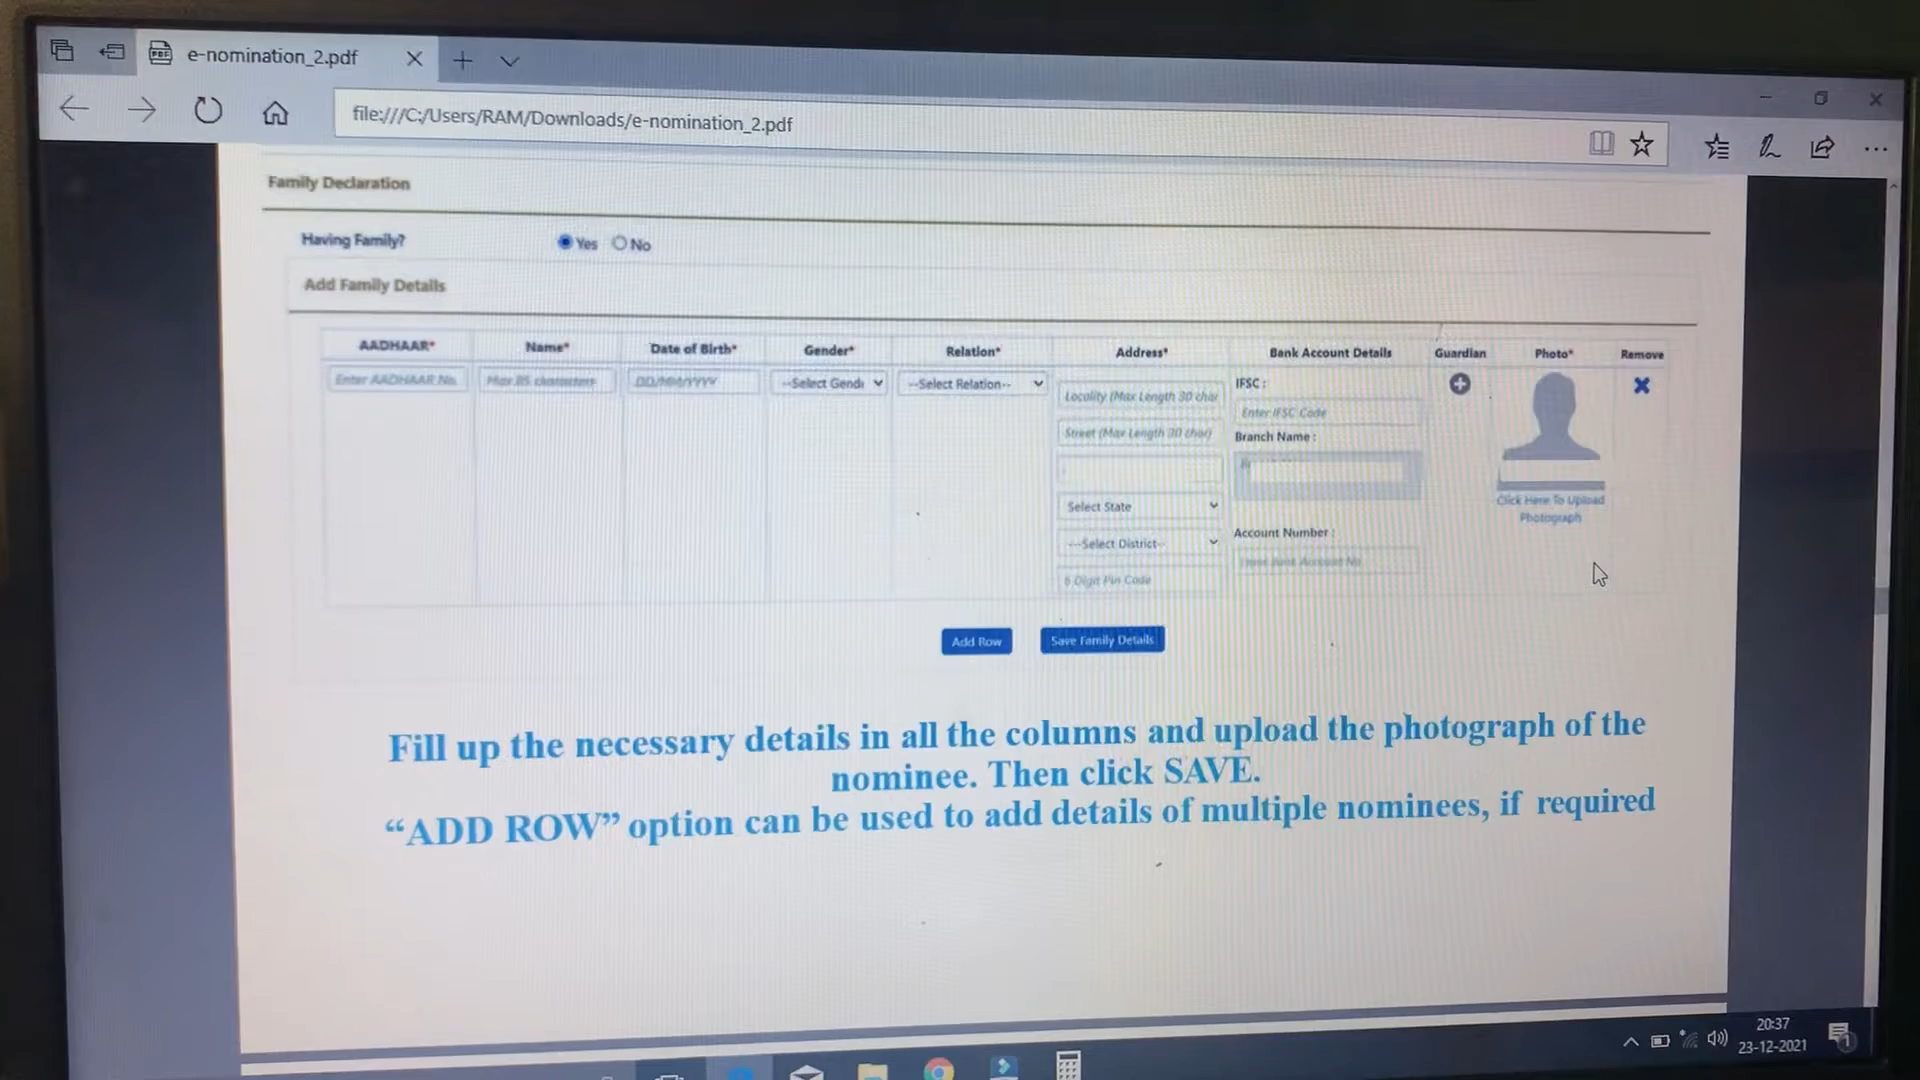 e-nomination_2.pdf
file:///C:/Users/RAM/Downloads/e-nomination_2.pdf
Family Declaration
Having Family? Yes No
Add Family Details
AADHAAR* Name* Date of Birth* Gender* Relation* Address* Bank Account Details Guardian Photo* Remove
Enter AADHAAR No. Max 85 characters DD/MM/YYYY --Select Gend --Select Relation-- IFSC :
Locality (Max Length 30 char
Enter IFSC Code
Street (Max Length 30 char) Branch Name :
Select State Click Here To Upload
Photograph
---Select District- Account Number :
6 Digit Pin Code
Add Row Save Family Details
Fill up the necessary details in all the columns and upload the photograph of the
nominee. Then click SAVE.
“ADD ROW” option can be used to add details of multiple nominees, if required
20:37
23-12-2021
1